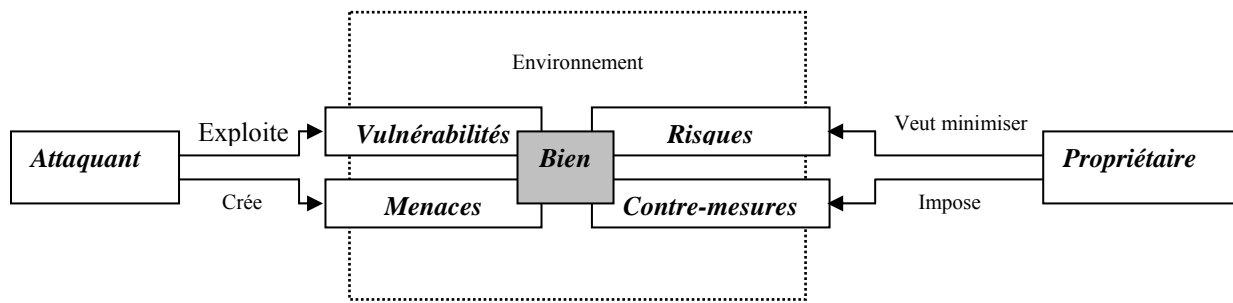 Environnement
Exploite
Vulnérabilités
Risques
Veut minimiser
Attaquant
Bien
Propriétaire
Crée
Menaces
Contre-mesures
Impose